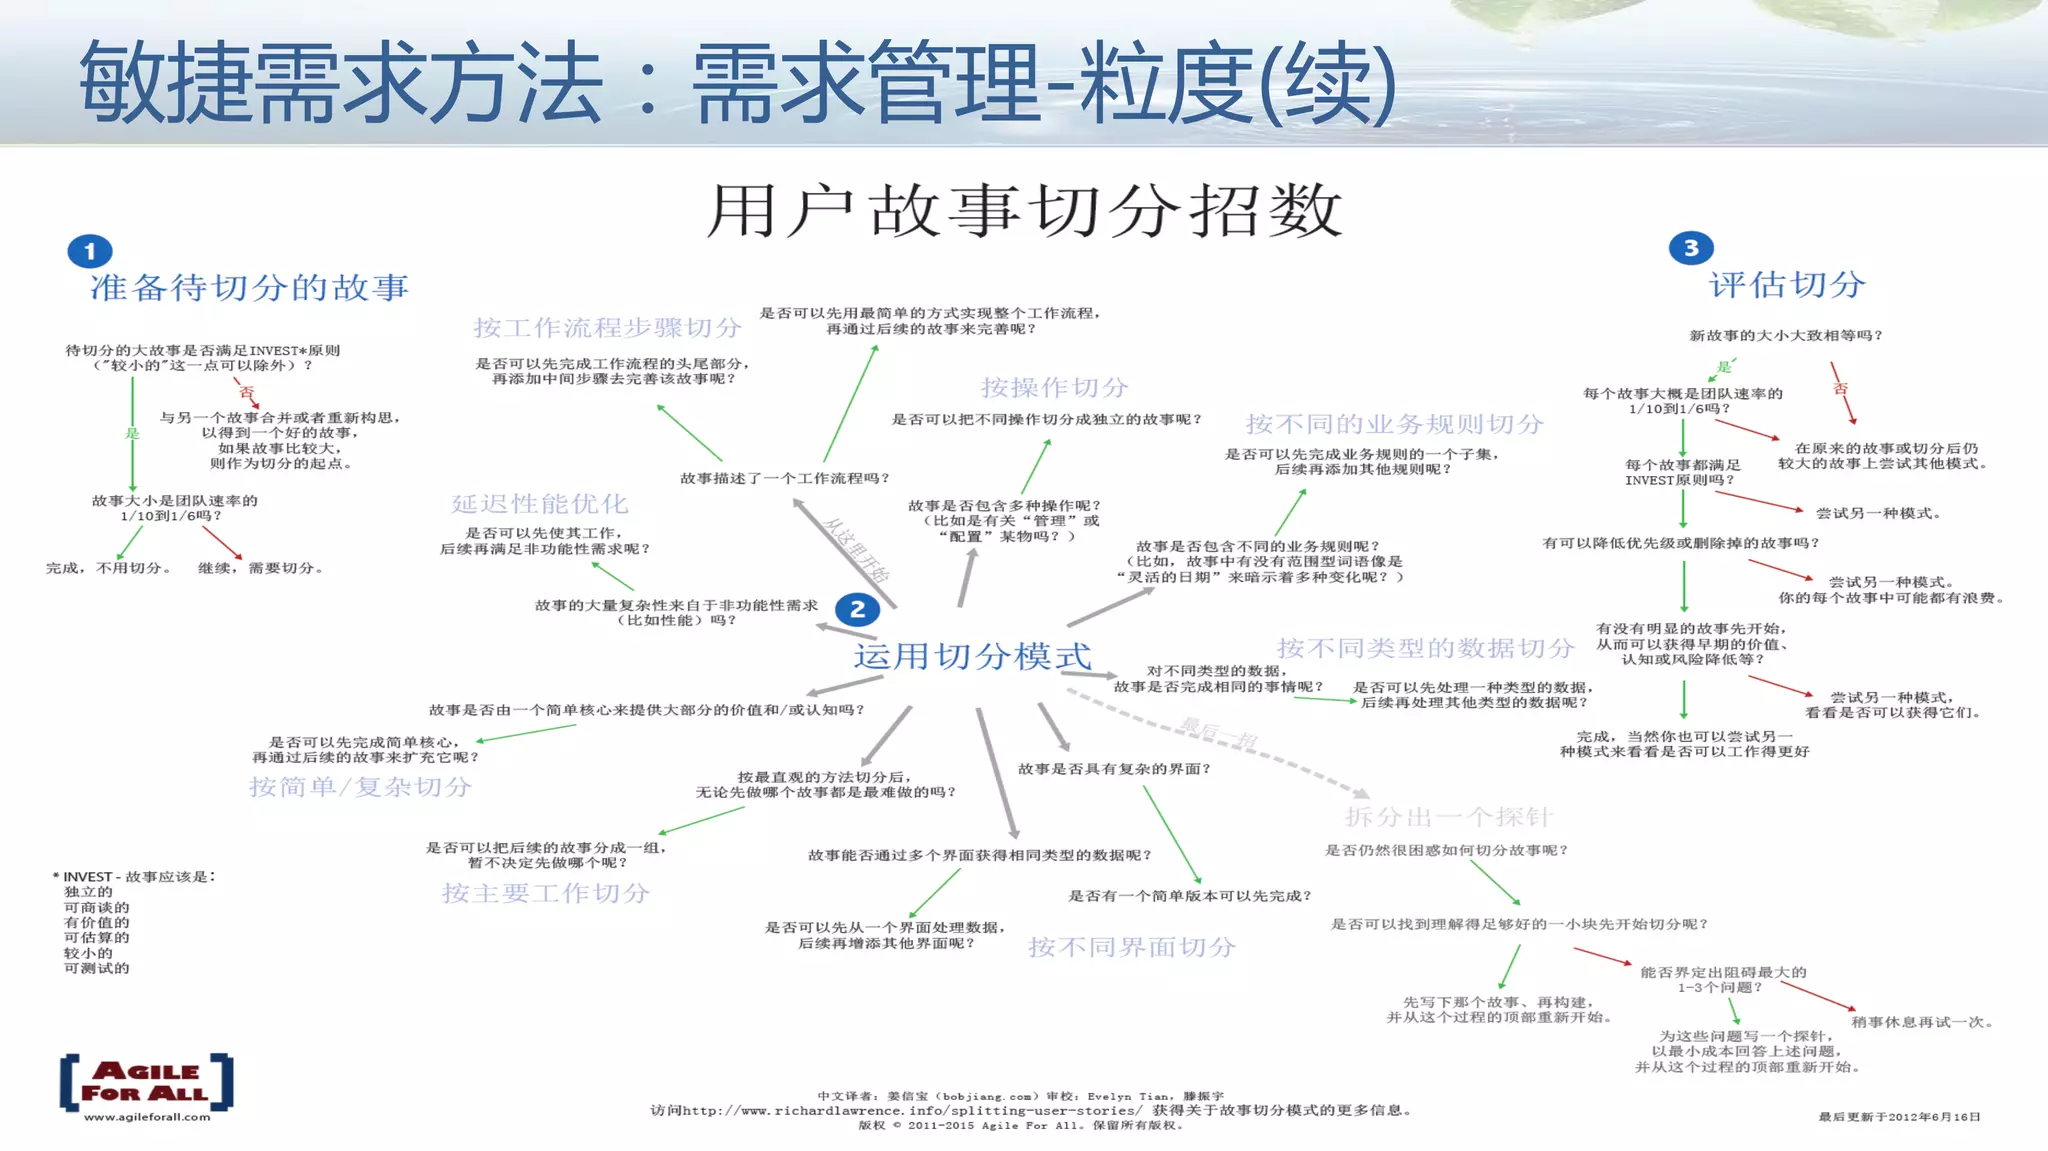 敏捷需求方法：需求管理-粒度(续)
用户故事切分招数
1
准备待切分的故事
待切分的大故事是否满足INVEST*原则
（"较小的"这一点可以除外）？
否
是
与另一个故事合并或者重新构思，
以得到一个好的故事，
如果故事比较大，
则作为切分的起点。
故事大小是团队速率的
1/10到1/6吗？
完成，不用切分。
继续，需要切分。
2
运用切分模式
从这里开始
故事描述了一个工作流程吗？
按工作流程步骤切分
是否可以先完成工作流程的头尾部分，
再添加中间步骤去完善该故事呢？
是否可以先用最简单的方式实现整个工作流程，
再通过后续的故事来完善呢？
按操作切分
是否可以把不同操作切分成独立的故事呢？
故事是否包含多种操作呢？
（比如是有关“管理”或
“配置”某物吗？）
按不同的业务规则切分
是否可以先完成业务规则的一个子集，
后续再添加其他规则呢？
故事是否包含不同的业务规则呢？
（比如，故事中有没有范围型词语像是
“灵活的日期”来暗示着多种变化呢？）
按不同类型的数据切分
对不同类型的数据，
故事是否完成相同的事情呢？
是否可以先处理一种类型的数据，
后续再处理其他类型的数据呢？
延迟性能优化
是否可以先使其工作，
后续再满足非功能性需求呢？
故事的大量复杂性来自于非功能性需求
（比如性能）吗？
故事是否由一个简单核心来提供大部分的价值和/或认知吗？
是否可以先完成简单核心，
再通过后续的故事来扩充它呢？
按简单/复杂切分
按最直观的方法切分后，
无论先做哪个故事都是最难做的吗？
是否可以把后续的故事分成一组，
暂不决定先做哪个呢？
按主要工作切分
故事能否通过多个界面获得相同类型的数据呢？
是否可以先从一个界面处理数据，
后续再增添其他界面呢？
故事是否具有复杂的界面？
是否有一个简单版本可以先完成？
按不同界面切分
最后一招
拆分出一个探针
是否仍然很困惑如何切分故事呢？
是否可以找到理解得足够好的一小块先开始切分呢？
先写下那个故事、再构建，
并从这个过程的顶部重新开始。
能否界定出阻碍最大的
1-3个问题？
稍事休息再试一次。
为这些问题写一个探针，
以最小成本回答上述问题，
并从这个过程的顶部重新开始。
3
评估切分
新故事的大小大致相等吗？
是
否
每个故事大概是团队速率的
1/10到1/6吗？
在原来的故事或切分后仍
较大的故事上尝试其他模式。
每个故事都满足
INVEST原则吗？
尝试另一种模式。
有可以降低优先级或删除掉的故事吗？
尝试另一种模式。
你的每个故事中可能都有浪费。
有没有明显的故事先开始，
从而可以获得早期的价值、
认知或风险降低等？
尝试另一种模式，
看看是否可以获得它们。
完成，当然你也可以尝试另一
种模式来看看是否可以工作得更好
* INVEST - 故事应该是：
独立的
可商谈的
有价值的
可估算的
较小的
可测试的
AGILE
FOR ALL
www.agileforall.com
中文译者：姜信宝（bobjiang.com）审校：Evelyn Tian，滕振宇
访问http://www.richardlawrence.info/splitting-user-stories/ 获得关于故事切分模式的更多信息。
版权 © 2011-2015 Agile For All。保留所有版权。
最后更新于2012年6月16日